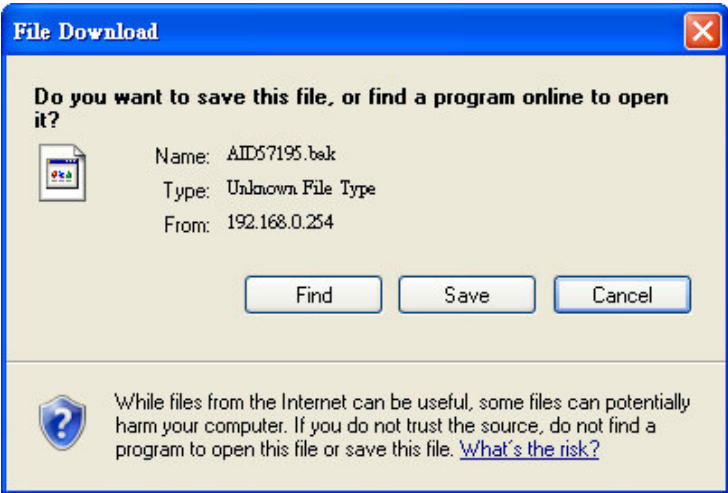 File Download
Do you want to save this file, or find a program online to open
it?
Name: AID57195.bak
Type: Unknown File Type
From: 192.168.0.254
Find Save Cancel
While files from the Internet can be useful, some files can potentially
harm your computer. If you do not trust the source, do not find a
program to open this file or save this file. What's the risk?